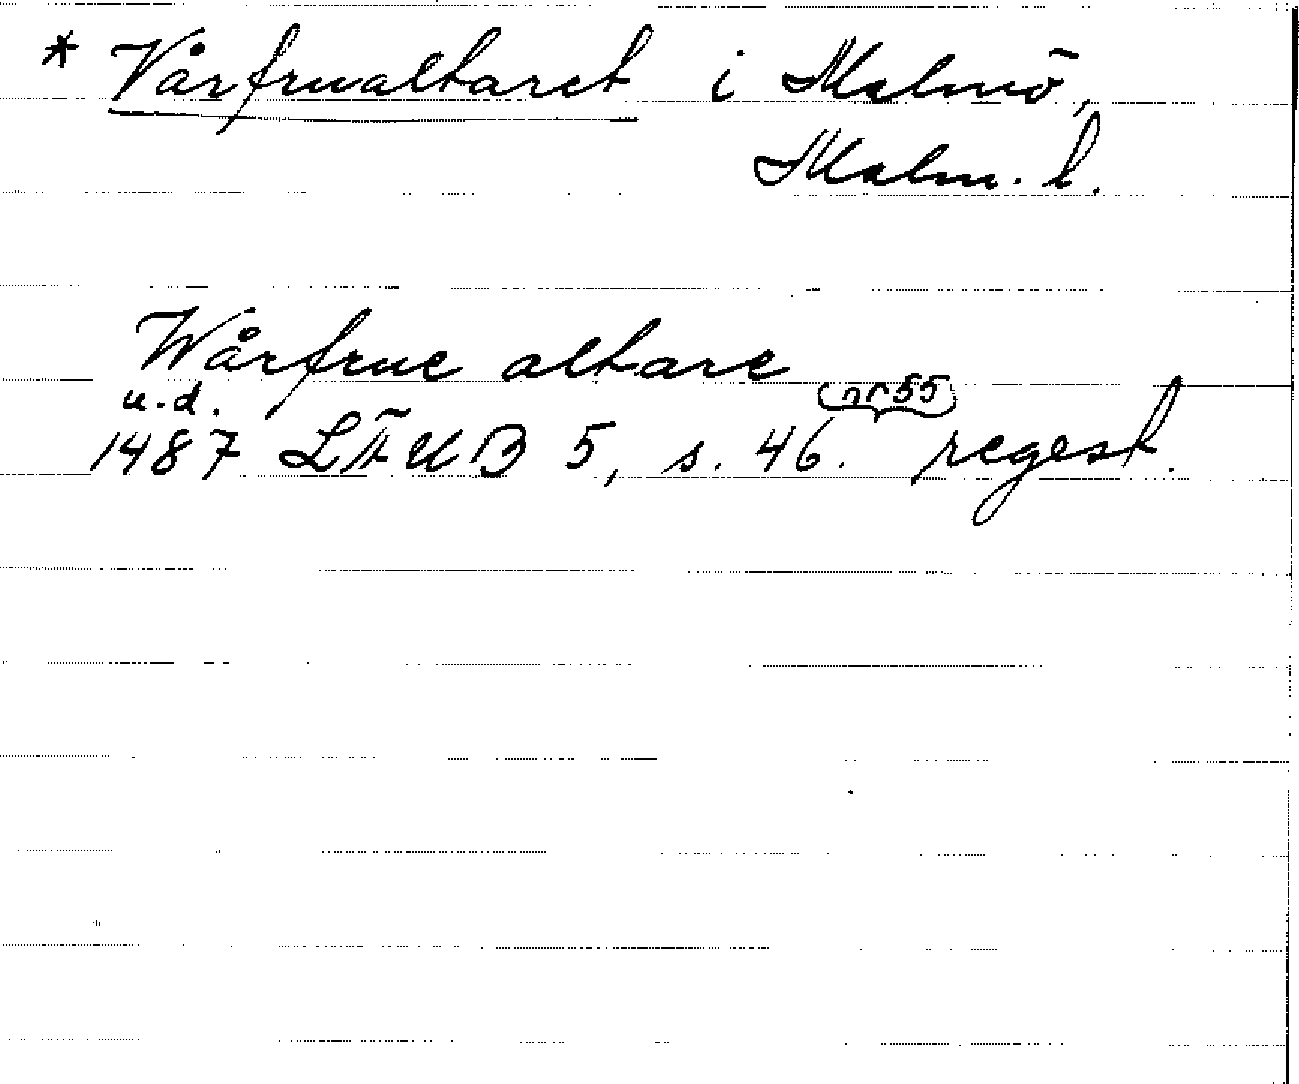 * Vårfrualtaret i Malmö,
Malm. l.
Wårfrue altare
u.d. nr 55
1487 LÄUB 5, s. 46. regest.